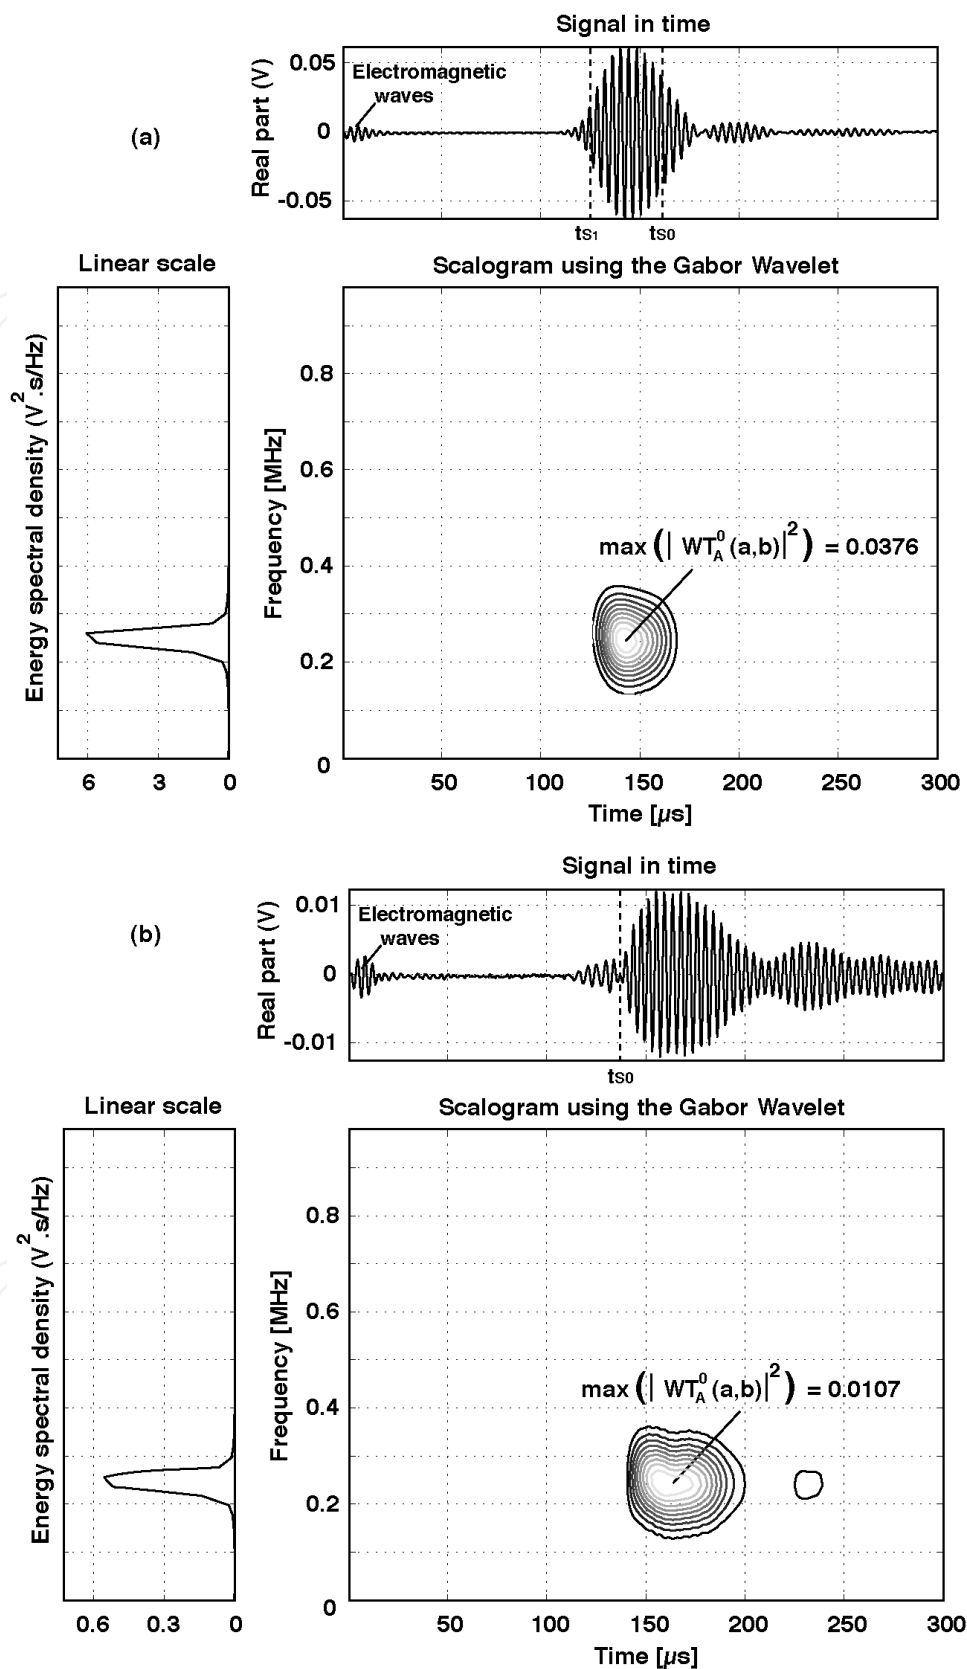 Signal in time
Real part (V)
0.05
0
-0.05
Electromagnetic
waves
(a)
tS1
tS0
Linear scale
Energy spectral density (V2.s/Hz)
6
3
0
Scalogram using the Gabor Wavelet
Frequency [MHz]
0.8
0.6
0.4
0.2
0
max (| WT0A (a,b)|2) = 0.0376
50
100
150
200
250
300
Time [µs]
Signal in time
Real part (V)
0.01
0
-0.01
Electromagnetic
waves
(b)
tS0
Linear scale
Energy spectral density (V2.s/Hz)
0.6
0.3
0
Scalogram using the Gabor Wavelet
Frequency [MHz]
0.8
0.6
0.4
0.2
0
max (| WT0A (a,b)|2) = 0.0107
50
100
150
200
250
300
Time [µs]